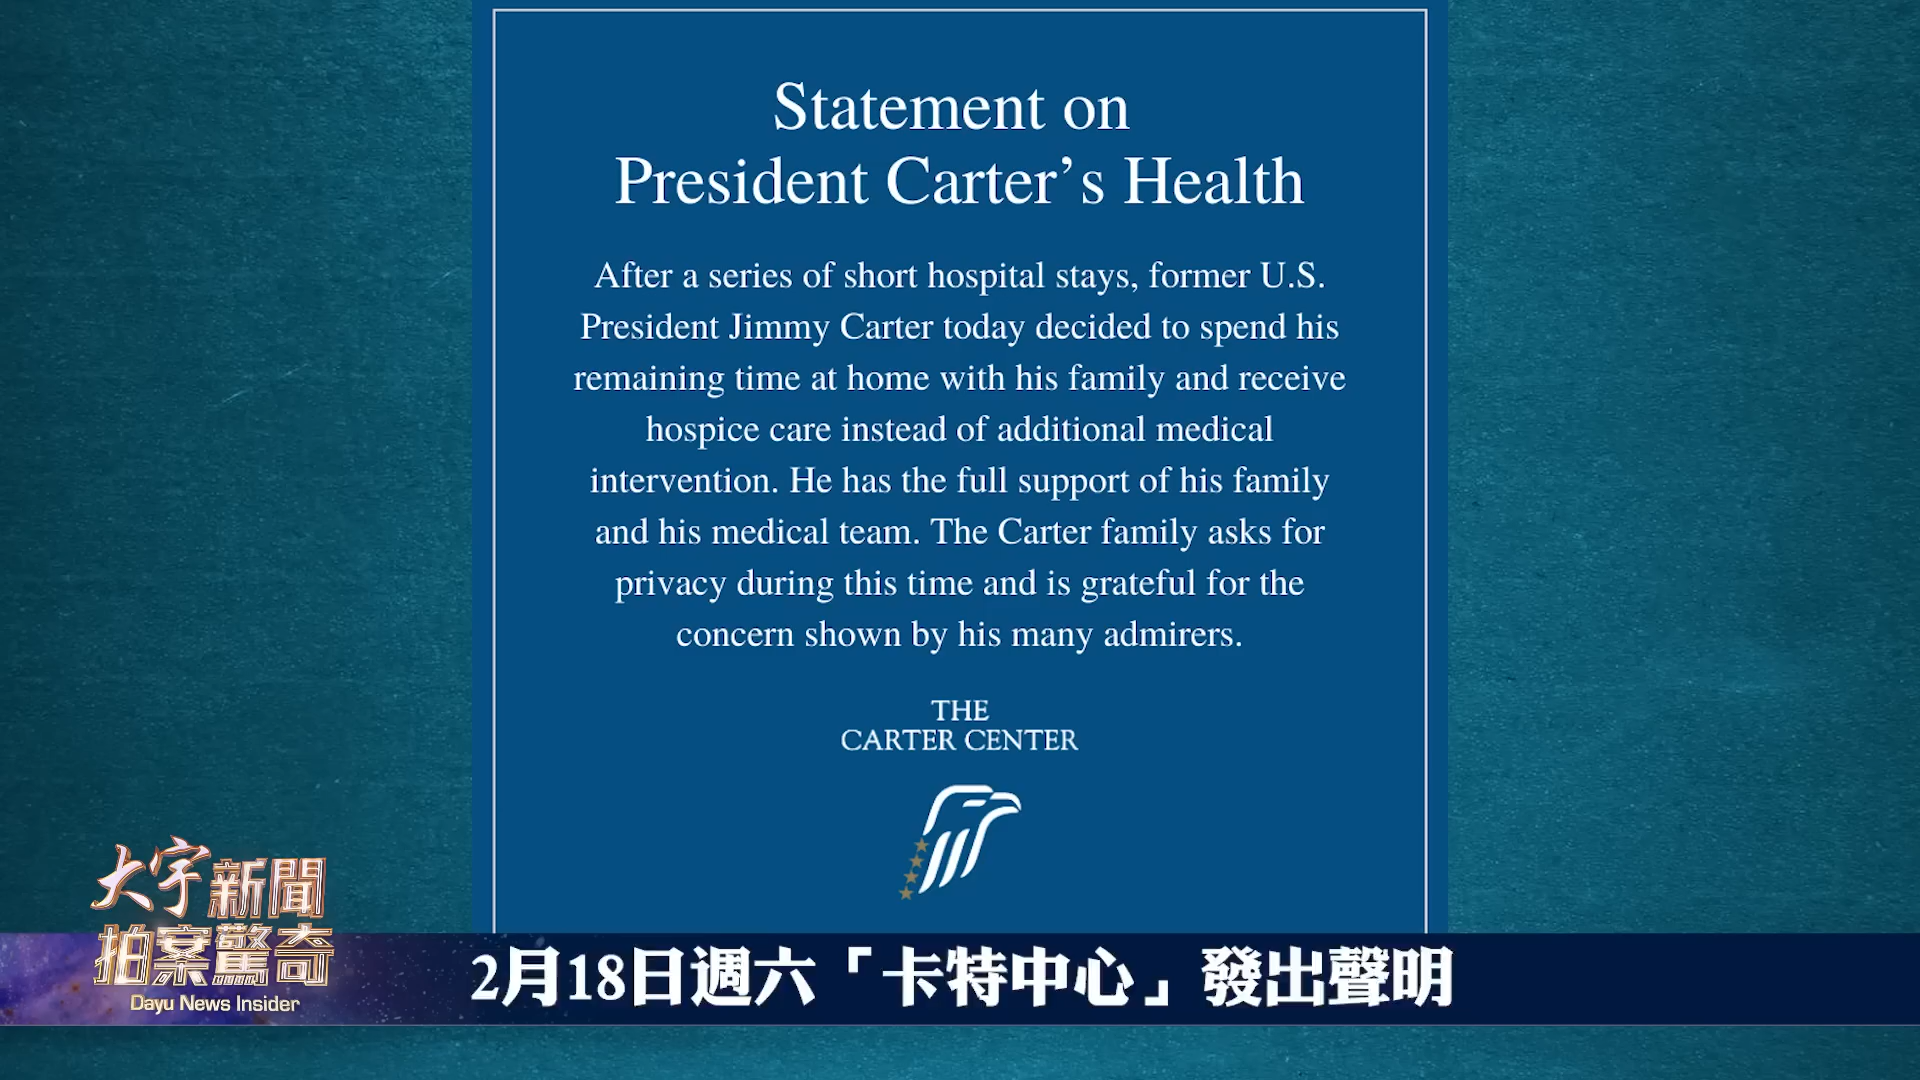 Statement on
President Carter’s Health
After a series of short hospital stays, former U.S.
President Jimmy Carter today decided to spend his
remaining time at home with his family and receive
hospice care instead of additional medical
intervention. He has the full support of his family
and his medical team. The Carter family asks for
privacy during this time and is grateful for the
concern shown by his many admirers.
THE
CARTER CENTER
大宇新聞
拍案驚奇
Dayu News Insider
2月18日週六「卡特中心」發出聲明